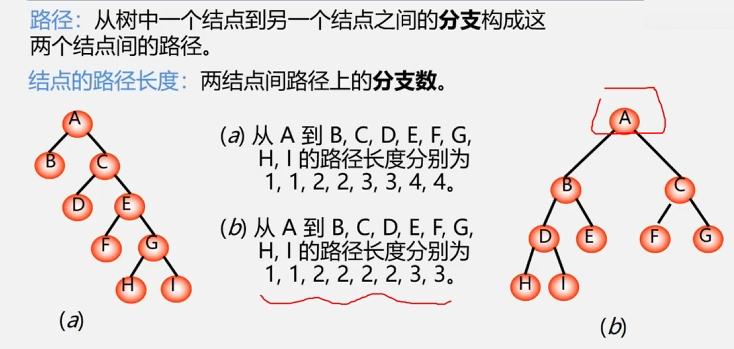 路径：从树中一个结点到另一个结点之间的分支构成这
两个结点间的路径。
结点的路径长度：两结点间路径上的分支数。
A
B
C
D
E
F
G
H
I
(a)
(a) 从 A 到 B, C, D, E, F, G,
H, I 的路径长度分别为
1, 1, 2, 2, 3, 3, 4, 4。
(b) 从 A 到 B, C, D, E, F, G,
H, I 的路径长度分别为
1, 1, 2, 2, 2, 2, 3, 3。
A
B
C
D
E
F
G
H
I
(b)